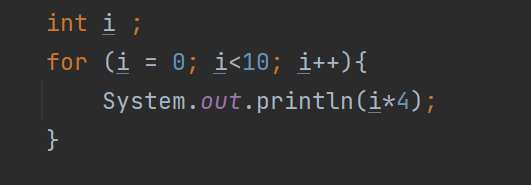 int i ;
for (i = 0; i<10; i++){
    System.out.println(i*4);
}